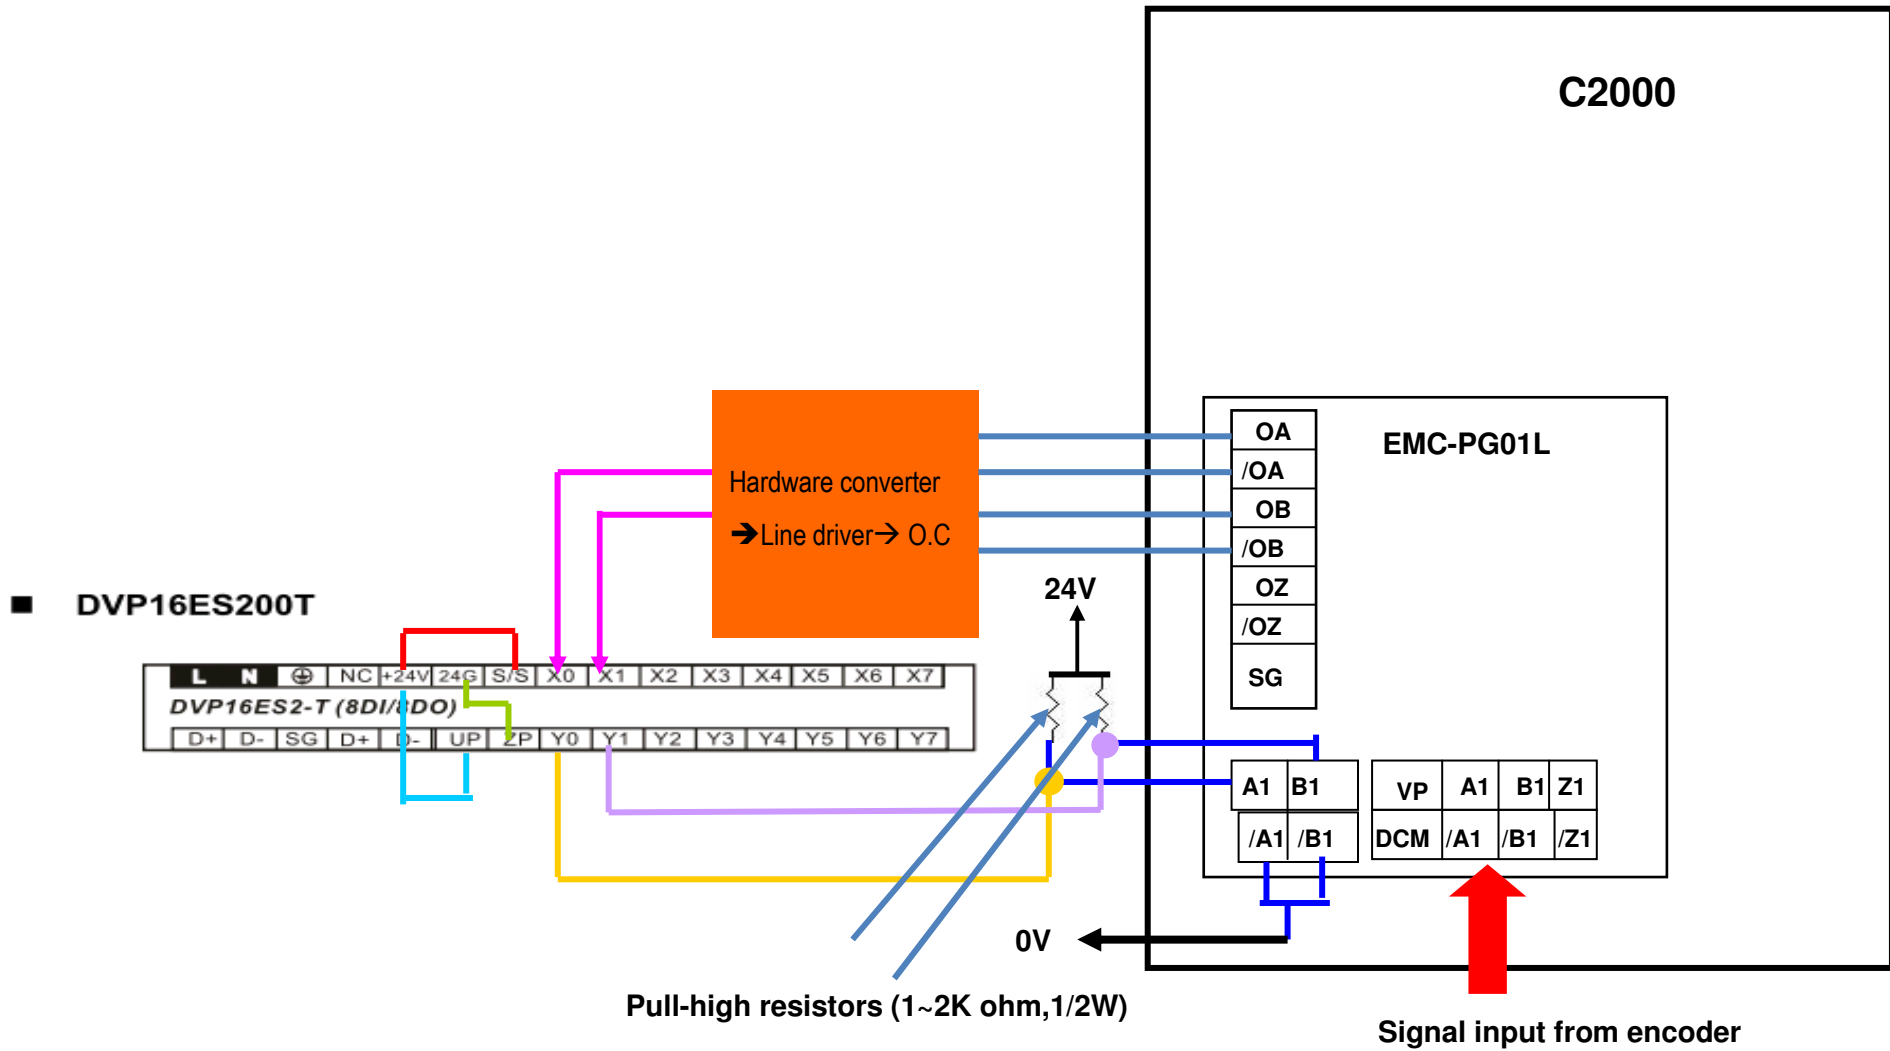 C2000
EMC-PG01L
OA
/OA
OB
/OB
OZ
/OZ
SG
Hardware converter
➔Line driver→ O.C
24V
■ DVP16ES200T
L N ⏚ NC +24V 24G S/S X0 X1 X2 X3 X4 X5 X6 X7
DVP16ES2-T (8DI/8DO)
D+ D- SG D+ D- UP ZP Y0 Y1 Y2 Y3 Y4 Y5 Y6 Y7
A1 B1 VP A1 B1 Z1
/A1 /B1 DCM /A1 /B1 /Z1
0V
Pull-high resistors (1~2K ohm,1/2W)
Signal input from encoder